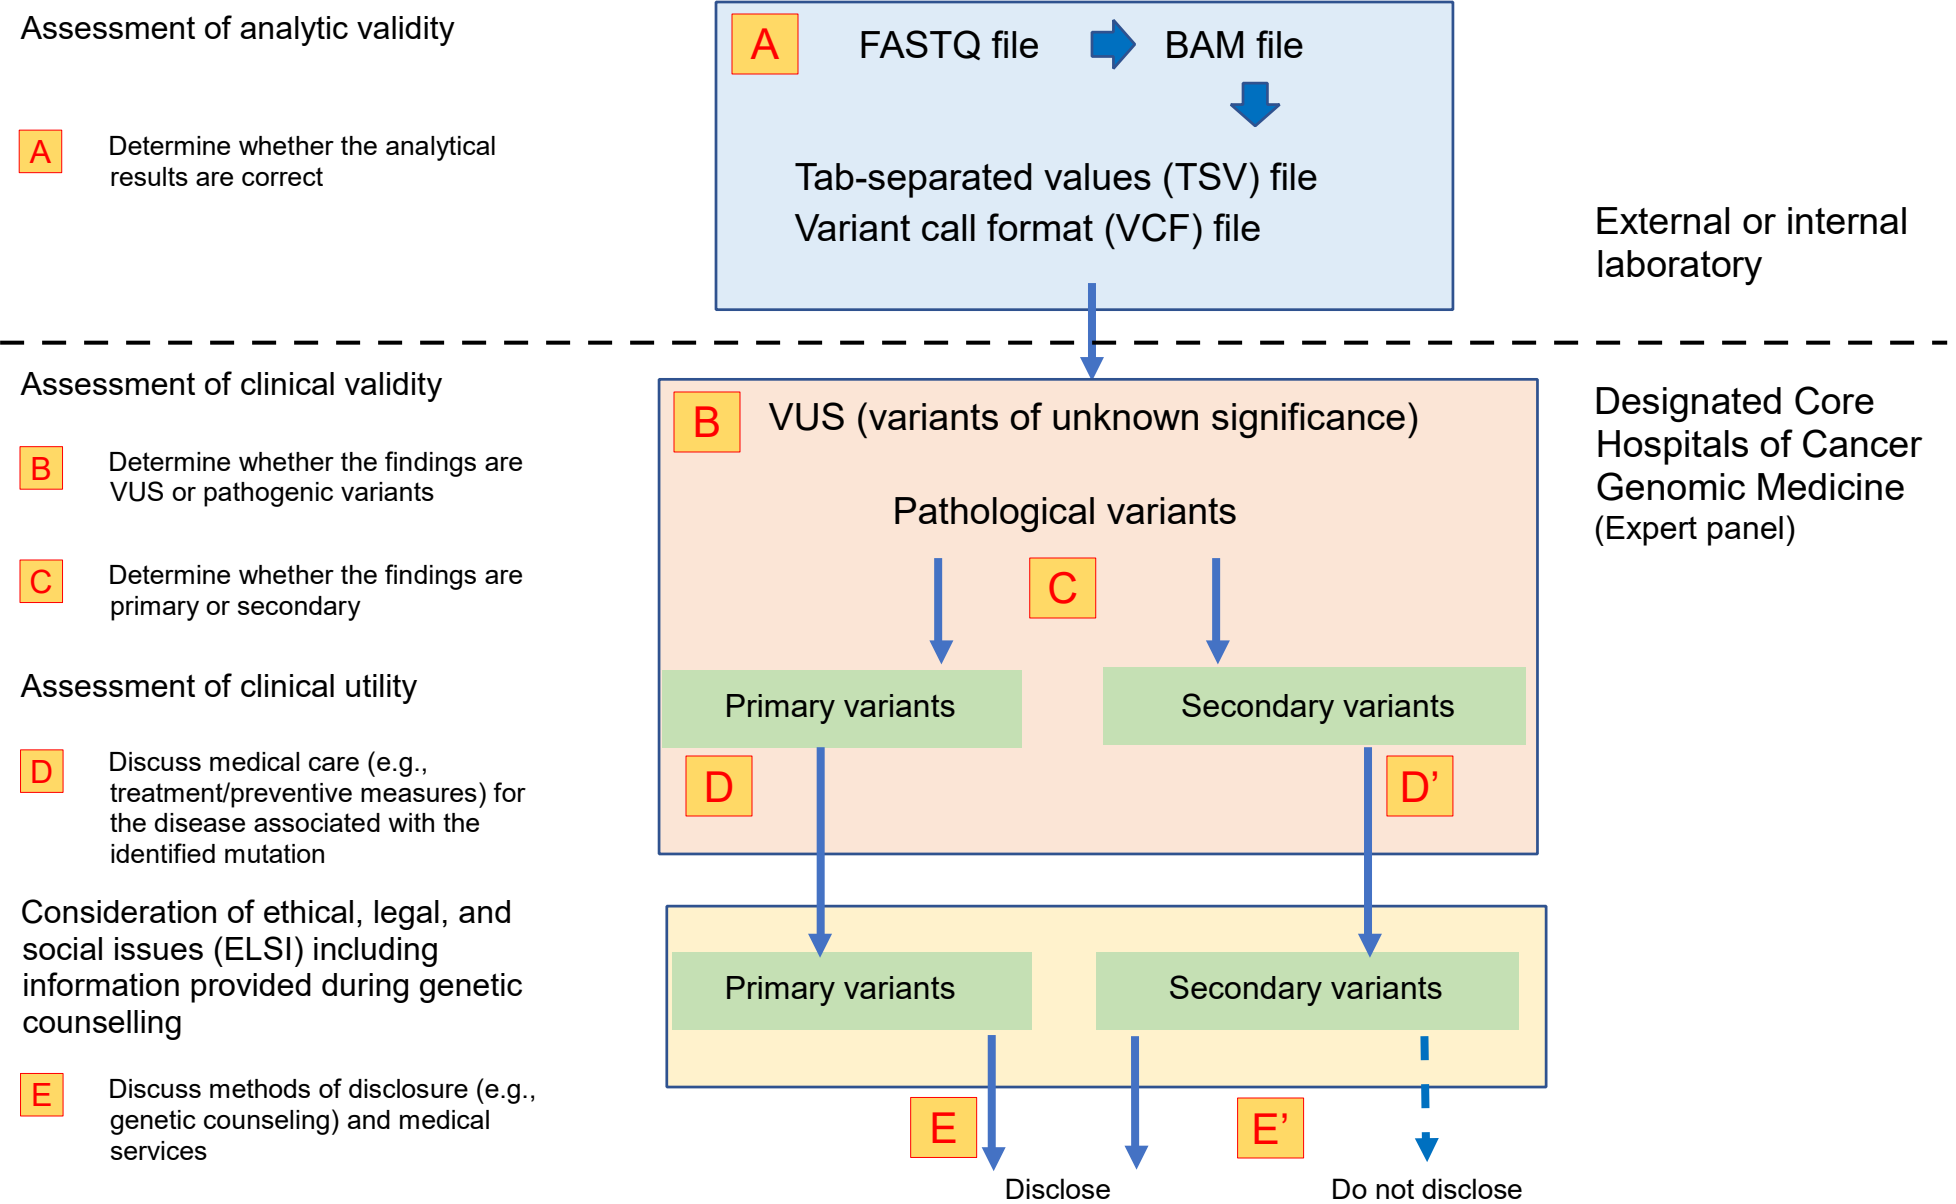 Assessment of analytic validity
A
Determine whether the analytical
results are correct
A
FASTQ file
BAM file
Tab-separated values (TSV) file
Variant call format (VCF) file
External or internal
laboratory
Assessment of clinical validity
B
Determine whether the findings are
VUS or pathogenic variants
C
Determine whether the findings are
primary or secondary
Assessment of clinical utility
D
Discuss medical care (e.g.,
treatment/preventive measures) for
the disease associated with the
identified mutation
Consideration of ethical, legal, and
social issues (ELSI) including
information provided during genetic
counselling
E
Discuss methods of disclosure (e.g.,
genetic counseling) and medical
services
B
VUS (variants of unknown significance)
Pathological variants
C
Primary variants
Secondary variants
D
D’
Primary variants
Secondary variants
E
E’
Disclose
Do not disclose
Designated Core
Hospitals of Cancer
Genomic Medicine
(Expert panel)